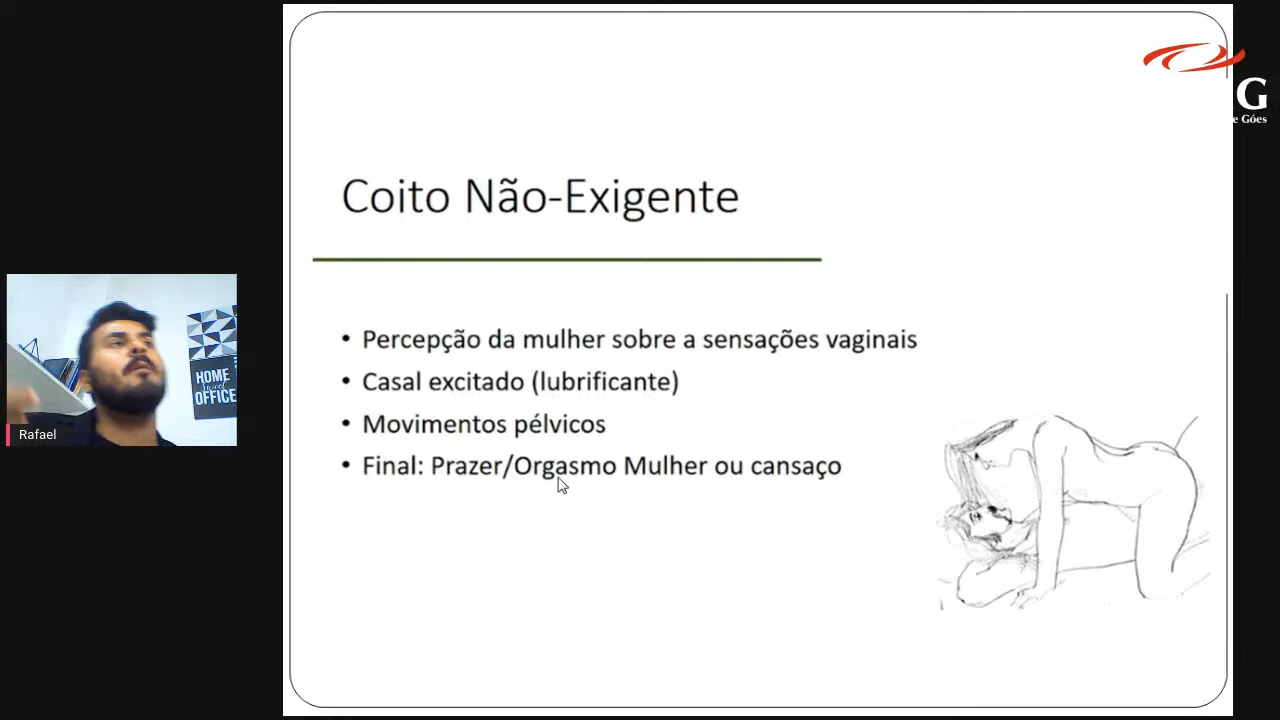 G
e Góes
Coito Não-Exigente
• Percepção da mulher sobre a sensações vaginais
• Casal excitado (lubrificante)
• Movimentos pélvicos
• Final: Prazer/Orgasmo Mulher ou cansaço
HOME
sweet
OFFICE
Rafael